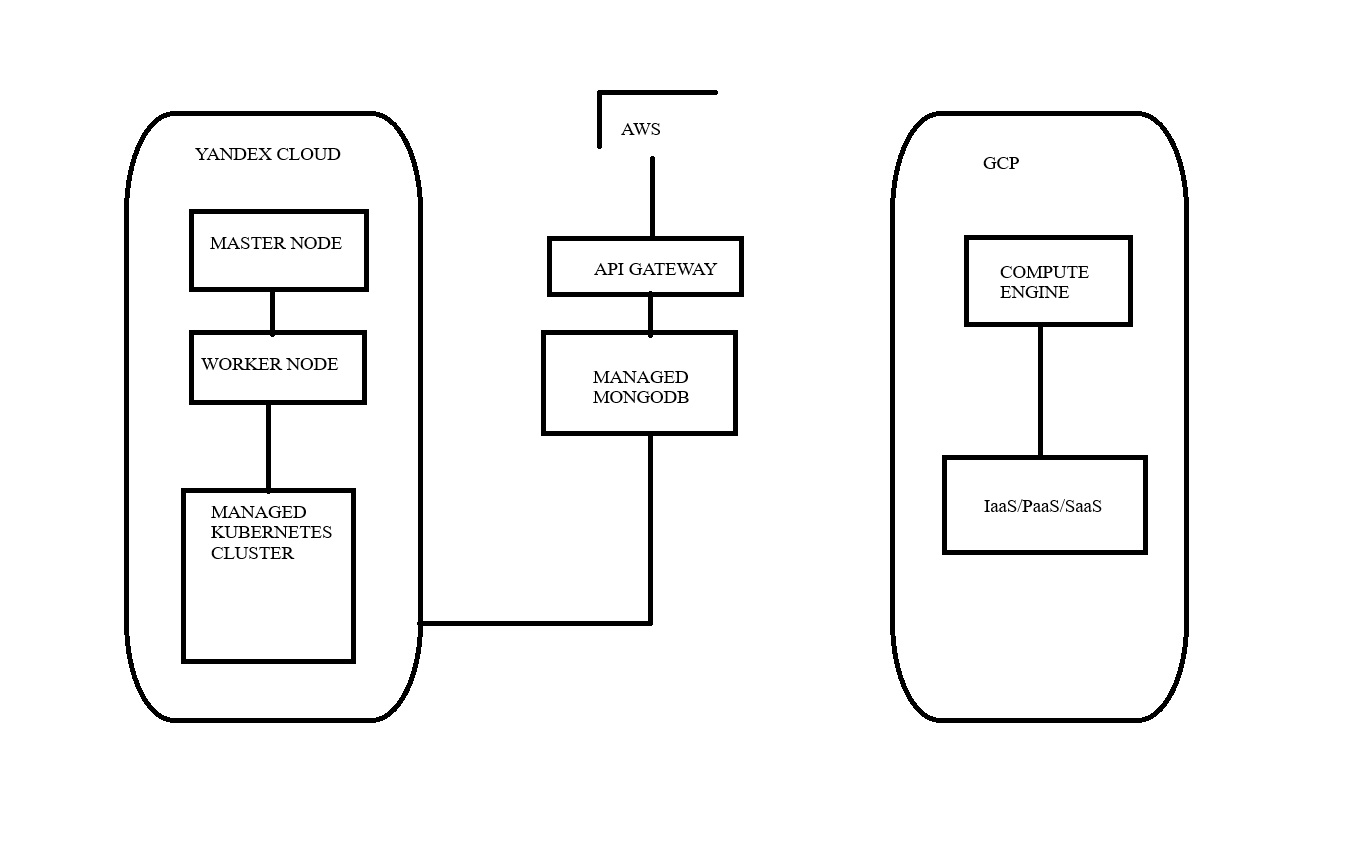 YANDEX CLOUD
MASTER NODE
WORKER NODE
MANAGED
KUBERNETES
CLUSTER
AWS
API GATEWAY
MANAGED
MONGODB
GCP
COMPUTE
ENGINE
IaaS/PaaS/SaaS